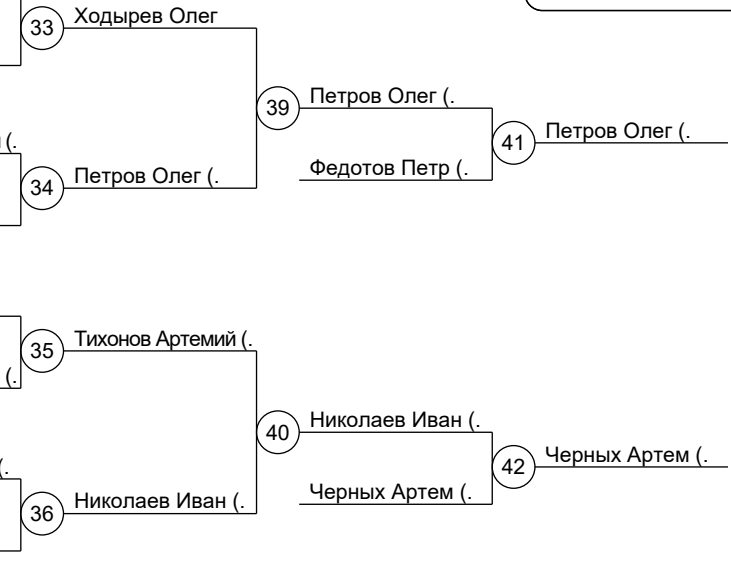 33 Ходырев Олег
39 Петров Олег (.
41 Петров Олег (.
(.
34 Петров Олег (.
Федотов Петр (.
35 Тихонов Артемий (.
(.
40 Николаев Иван (.
42 Черных Артем (.
(.
36 Николаев Иван (.
Черных Артем (.